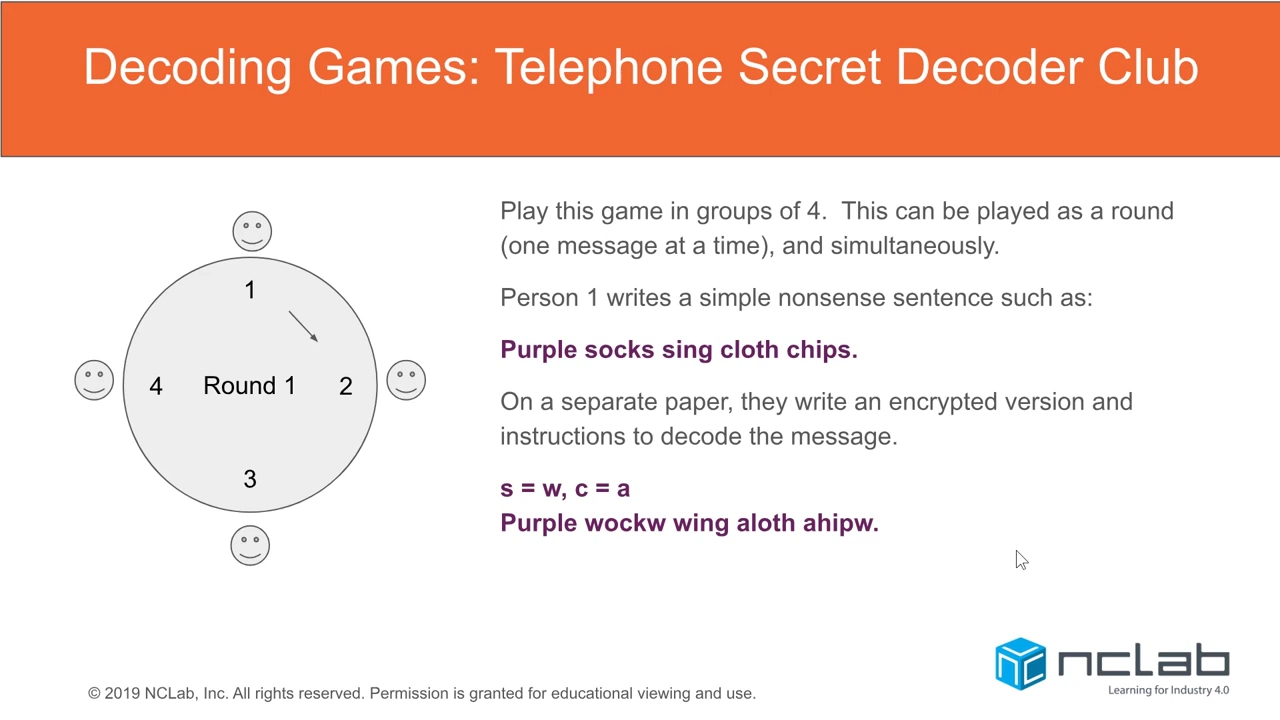 Decoding Games: Telephone Secret Decoder Club
1
4
Round 1
2
3
Play this game in groups of 4.  This can be played as a round
(one message at a time), and simultaneously.
Person 1 writes a simple nonsense sentence such as:
Purple socks sing cloth chips.
On a separate paper, they write an encrypted version and
instructions to decode the message.
s = w, c = a
Purple wockw wing aloth ahipw.
nclab
Learning for Industry 4.0
© 2019 NCLab, Inc. All rights reserved. Permission is granted for educational viewing and use.